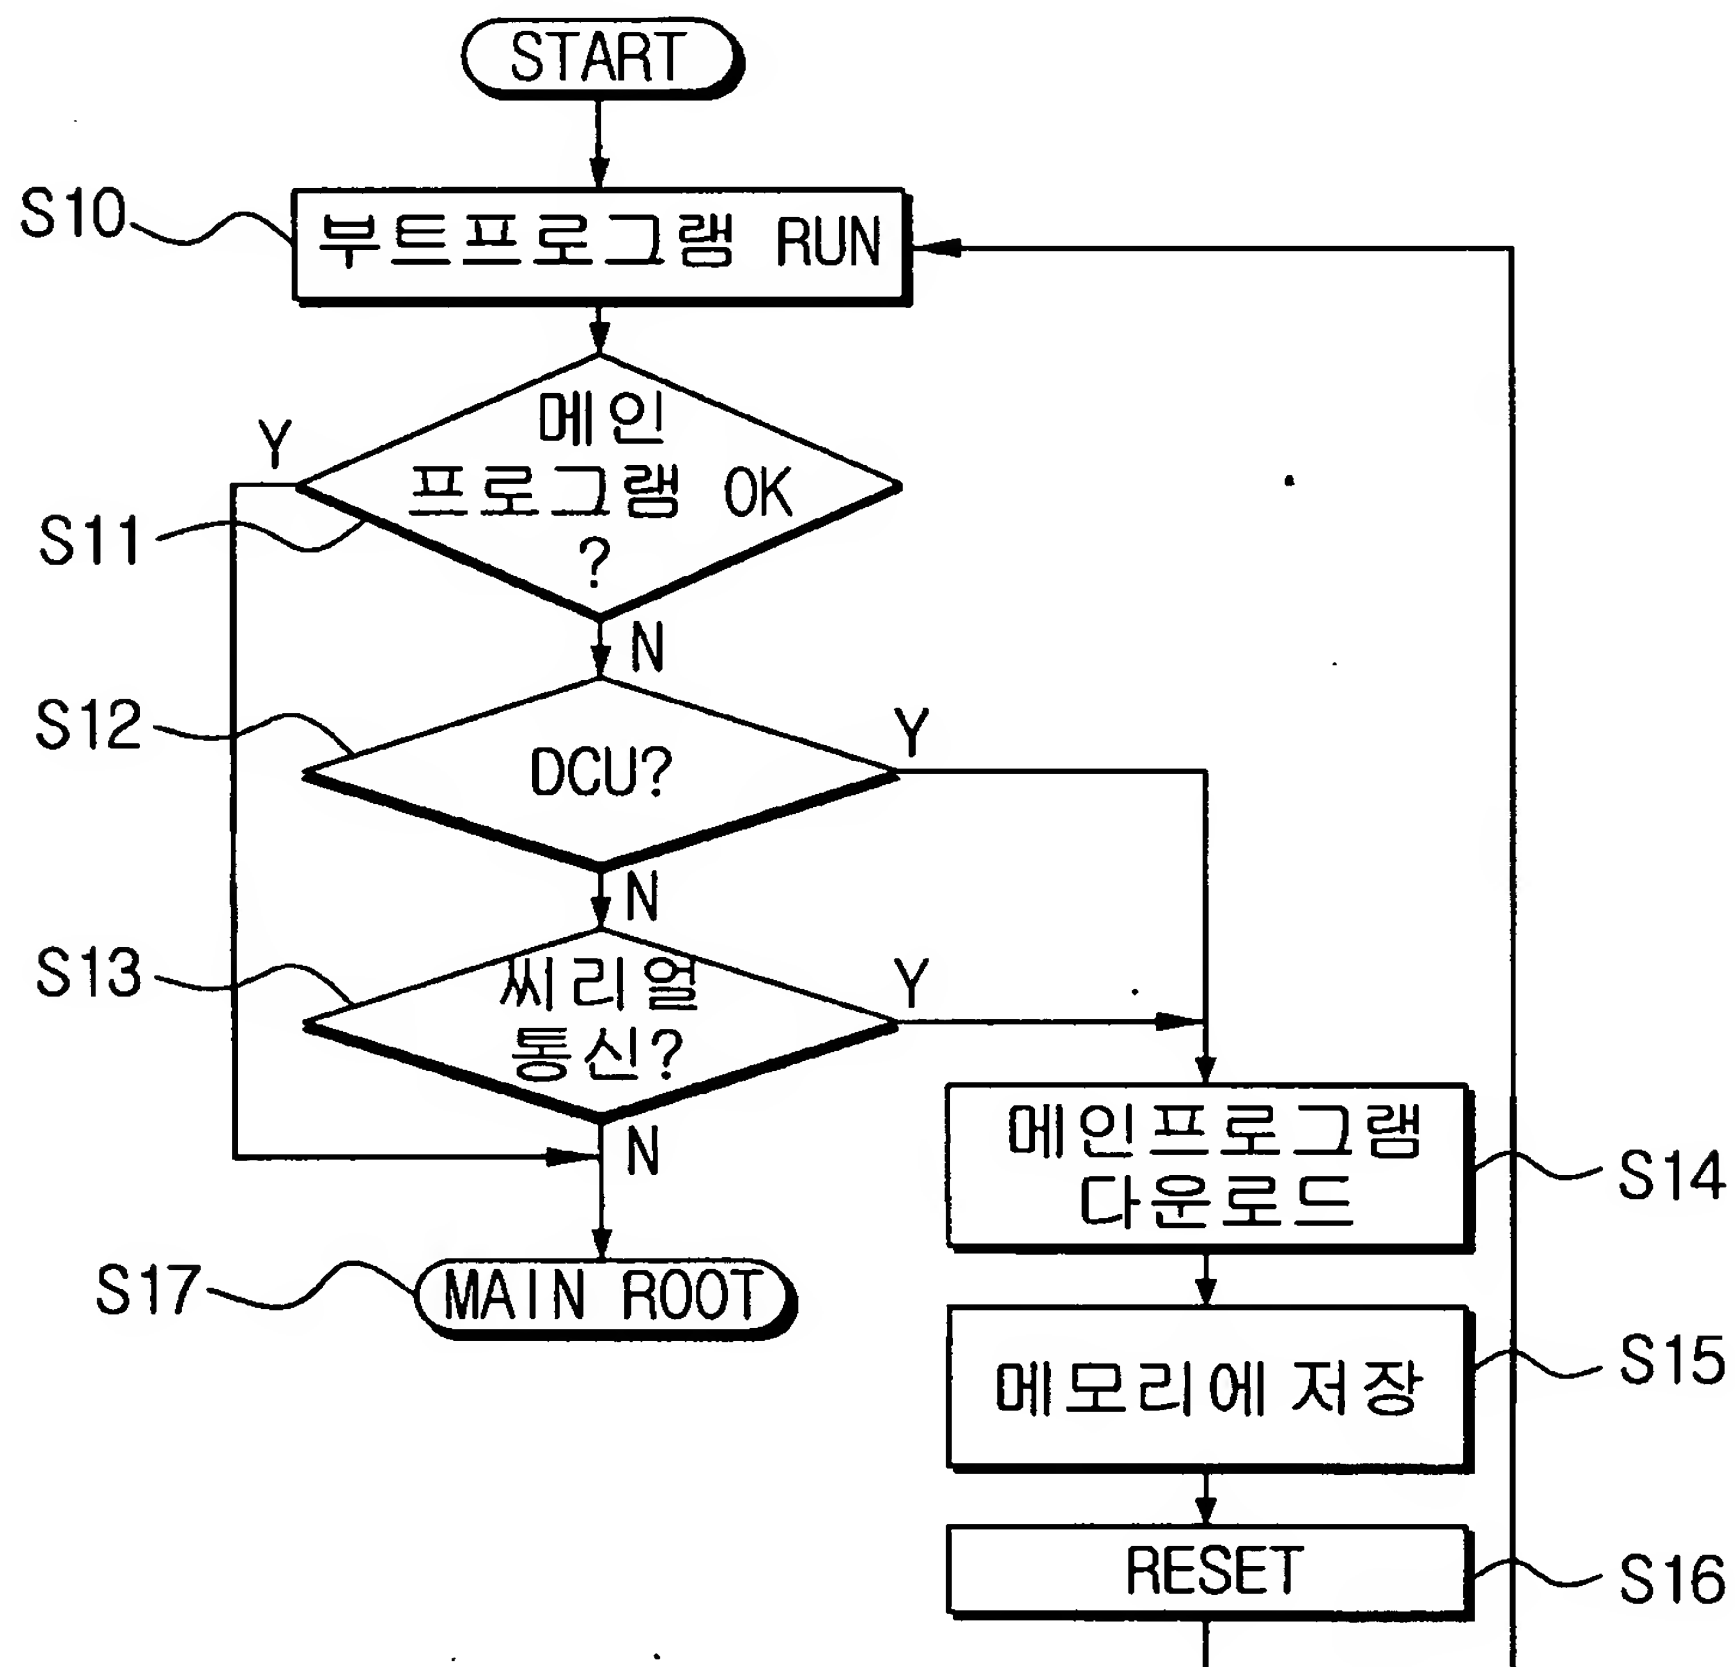 START
S10
부트프로그램 RUN
Y
메인
프로그램 OK
?
S11
N
S12
DCU?
Y
N
S13
씨리얼
통신?
Y
N
메인프로그램
다운로드
S14
S17
MAIN ROOT
메모리에 저장
S15
RESET
S16